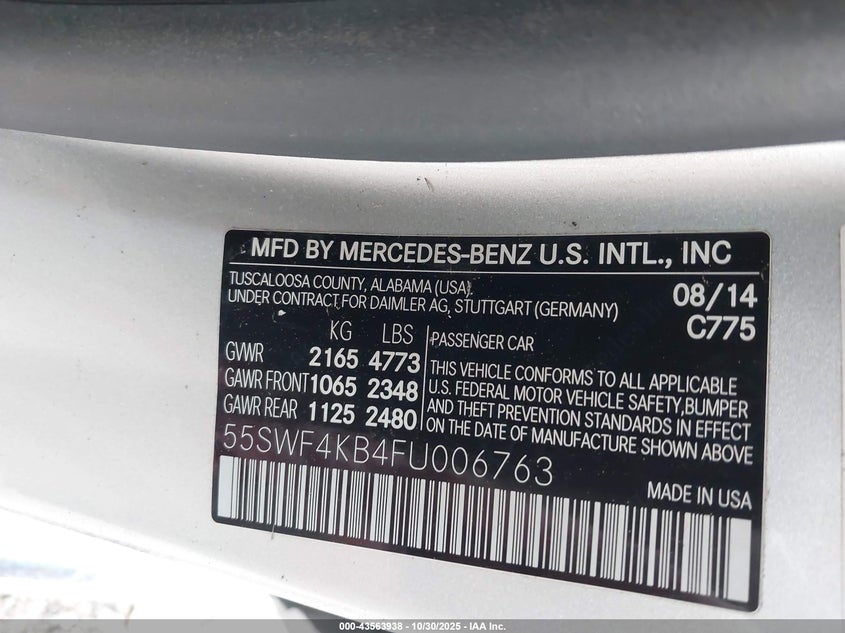 MFD BY MERCEDES-BENZ U.S. INTL., INC
TUSCALOOSA COUNTY, ALABAMA (USA)
UNDER CONTRACT FOR DAIMLER AG, STUTTGART (GERMANY)
08/14
C775
KG LBS
GVWR 2165 4773
GAWR FRONT 1065 2348
GAWR REAR 1125 2480
PASSENGER CAR
THIS VEHICLE CONFORMS TO ALL APPLICABLE
U.S. FEDERAL MOTOR VEHICLE SAFETY, BUMPER
AND THEFT PREVENTION STANDARDS IN EFFECT
ON DATE OF MANUFACTURE SHOWN ABOVE
55SWF4KB4FU006763
MADE IN USA
000-43563938 - 10/30/2025 - IAA Inc.